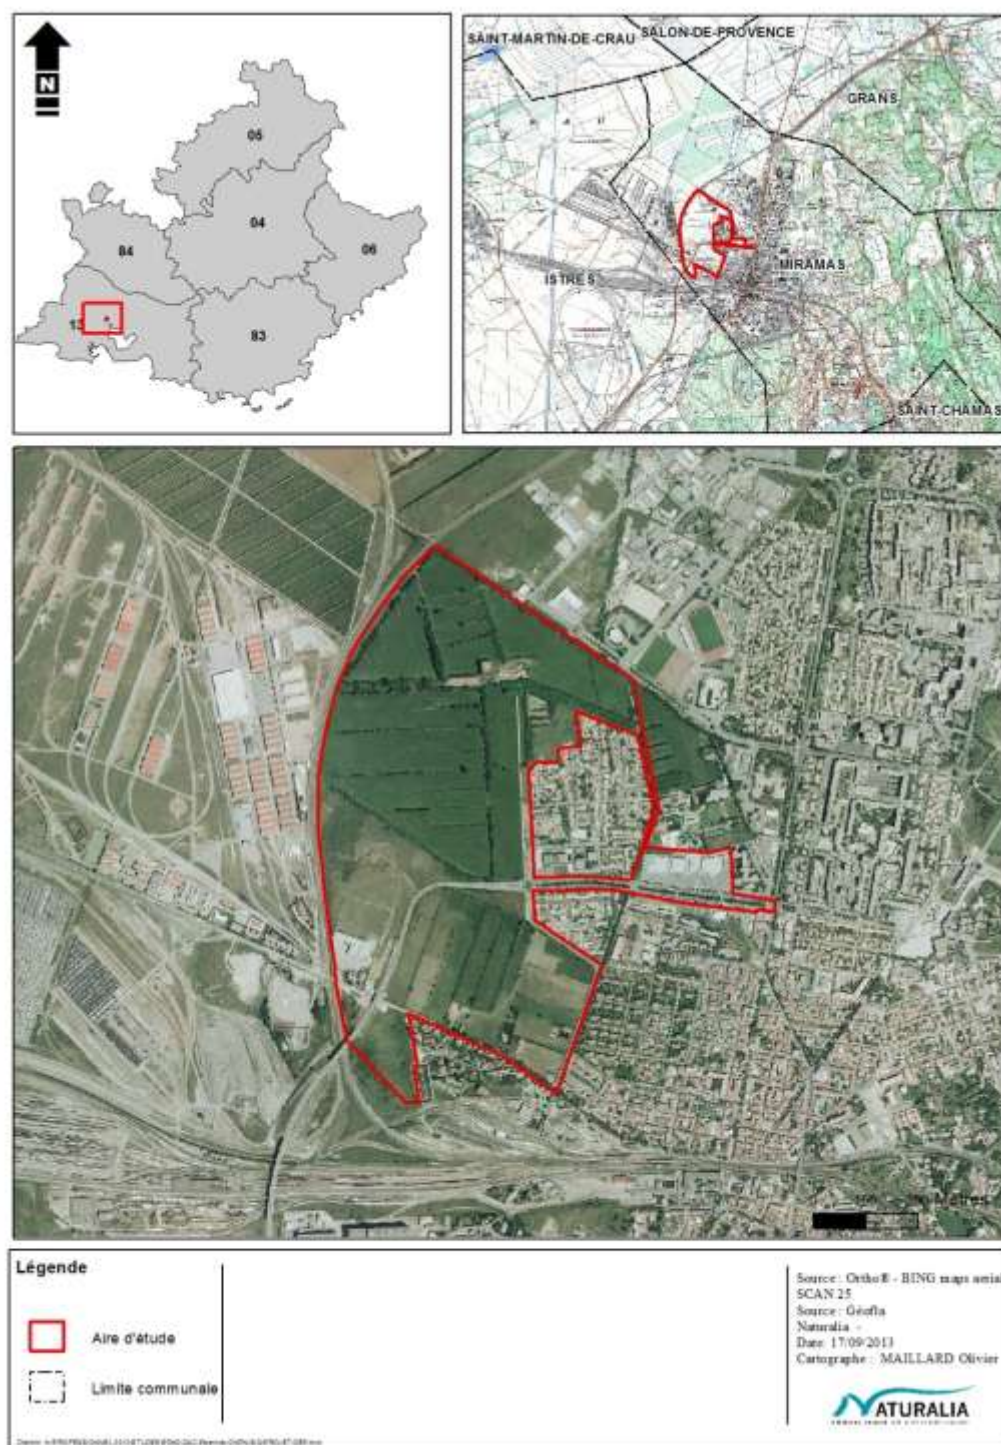 N
05
04
06
84
13
83
SAINT-MARTIN-DE-CRAU
SALON-DE-PROVENCE
GRANS
MIRAMAS
ISTRES
SAINT-CHAMAS
Mètres
Légende
Aire d'étude
Limite communale
Source : Ortho® - BING maps aerial
SCAN 25
Source : Géofla
Naturalia -
Date: 17/09/2013
Cartographe : MAILLARD Olivier
NATURALIA